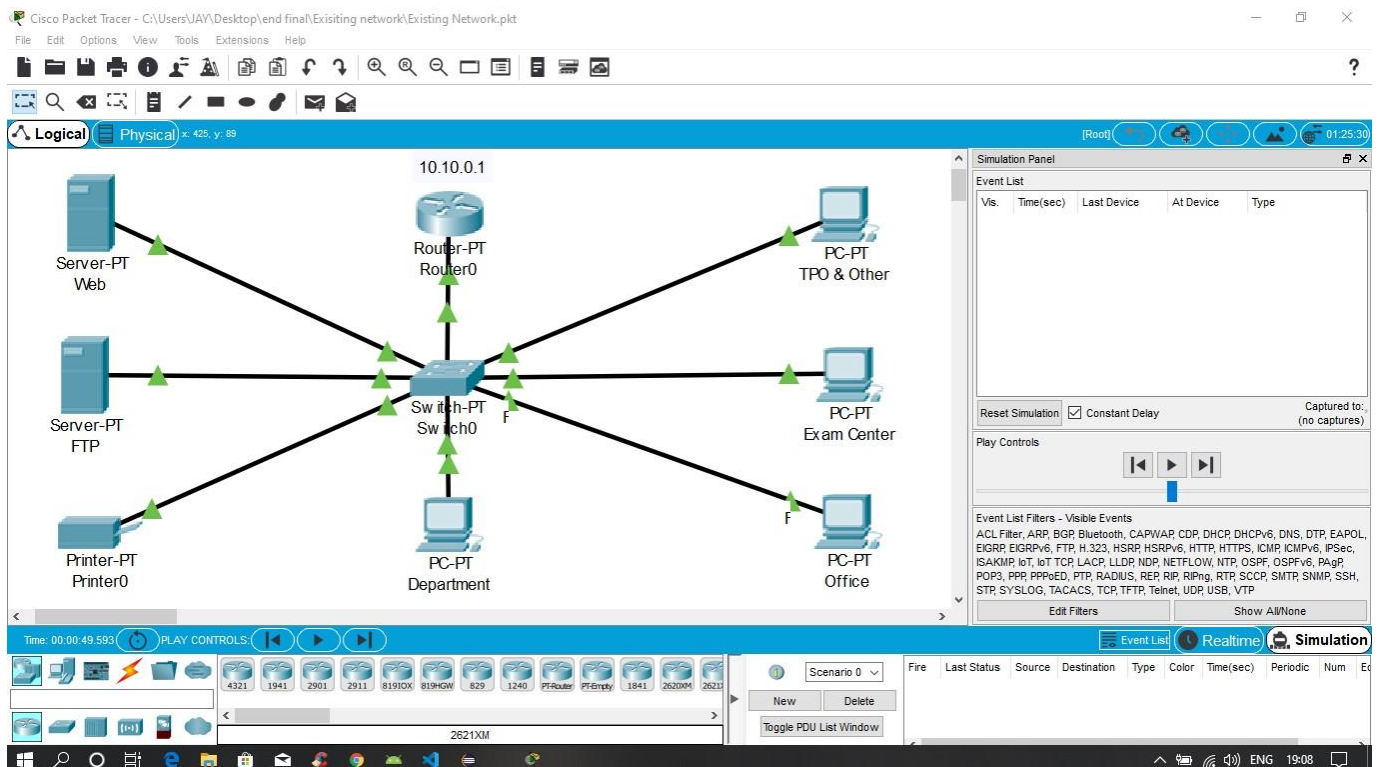 Cisco Packet Tracer - C:\Users\JAY\Desktop\end final\Exisiting network\Existing Network.pkt
File Edit Options View Tools Extensions Help
Logical Physical x: 425, y: 89 [Root] 01:25:30
10.10.0.1
Router-PT
Router0
Server-PT
Web
PC-PT
TPO & Other
Server-PT
FTP
Switch-PT
Switch0
F
PC-PT
Exam Center
Printer-PT
Printer0
PC-PT
Department
F
PC-PT
Office
Simulation Panel
Event List
Vis. Time(sec) Last Device At Device Type
Reset Simulation Constant Delay Captured to:
(no captures)
Play Controls
Event List Filters - Visible Events
ACL Filter, ARP, BGP, Bluetooth, CAPWAP, CDP, DHCP, DHCPv6, DNS, DTP, EAPOL,
EIGRP, EIGRPv6, FTP, H.323, HSRP, HSRPv6, HTTP, HTTPS, ICMP, ICMPv6, IPSec,
ISAKMP, IoT, IoT TCP, LACP, LLDP, NDP, NETFLOW, NTP, OSPF, OSPFv6, PAgP,
POP3, PPP, PPPoED, PTP, RADIUS, REP, RIP, RIPng, RTP, SCCP, SMTP, SNMP, SSH,
STP, SYSLOG, TACACS, TCP, TFTP, Telnet, UDP, USB, VTP
Edit Filters Show All/None
Time: 00:00:49.593 PLAY CONTROLS: Event List Realtime Simulation
4321 1941 2901 2911 819IOX 819HGW 829 1240 PT-Router PT-Empty 1841 2620XM 2621
2621XM
Scenario 0
New Delete
Toggle PDU List Window
Fire Last Status Source Destination Type Color Time(sec) Periodic Num Ed
ENG 19:08